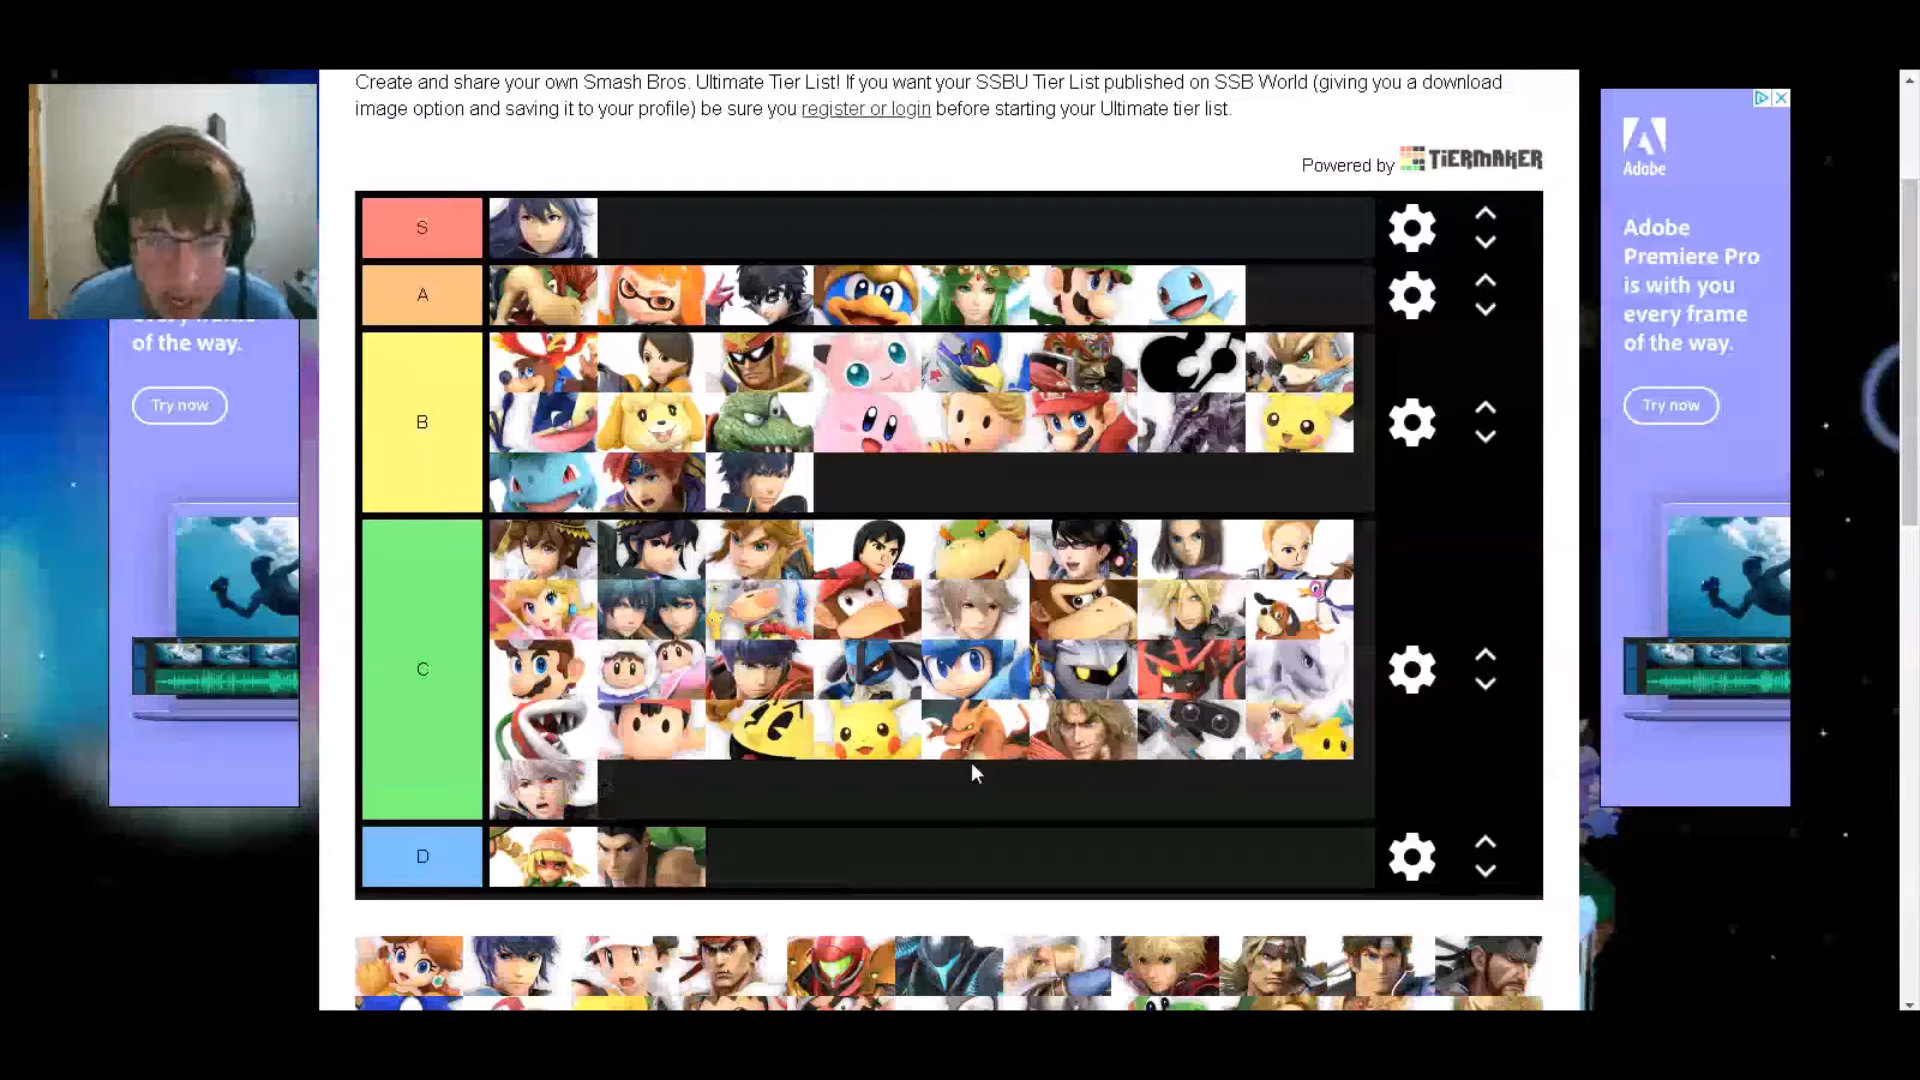 Create and share your own Smash Bros. Ultimate Tier List! If you want your SSBU Tier List published on SSB World (giving you a download
image option and saving it to your profile) be sure you register or login before starting your Ultimate tier list.
Powered by TiERMAKER
S
A
B
C
D
of the way.
Try now
Adobe
Adobe
Premiere Pro
is with you
every frame
of the way.
Try now